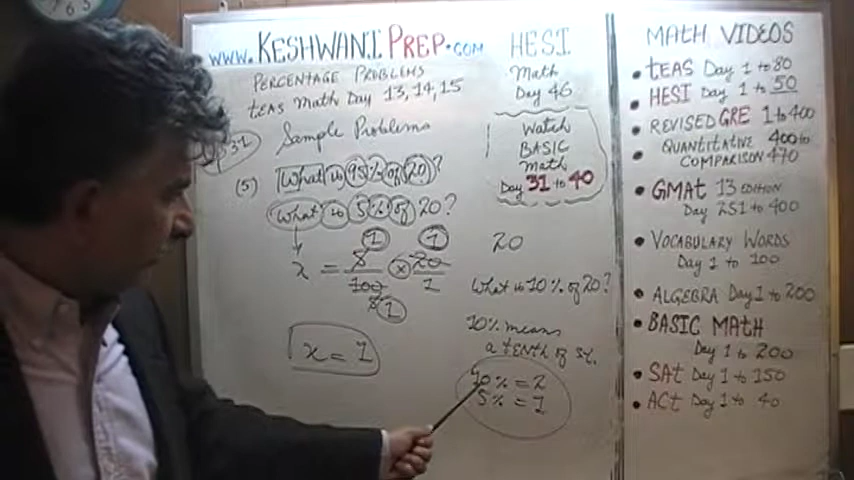 www.KESHWANIPREP.com
PERCENTAGE PROBLEMS
TEAS Math Day 13, 14, 15
Sample Problems
(5) What is 95% of 20?
What is 5% of 20?
x = 5/100 × 20/1
1
1
5 1
x = 1
HESI
Math
Day 46
Watch
BASIC
Math
Day 31 to 40
20
What is 10% of 20?
10% means
a tenth of
10% = 2
5% = 1
MATH VIDEOS
• TEAS Day 1 to 80
• HESI Day 1 to 50
• REVISED GRE 1 to 400
• QUANTITATIVE 400 to
COMPARISON 470
• GMAT 13 EDITION
Day 251 to 400
• VOCABULARY WORDS
Day 1 to 100
• ALGEBRA Day 1 to 200
• BASIC MATH
Day 1 to 200
• SAT Day 1 to 150
• ACT Day 1 to 40